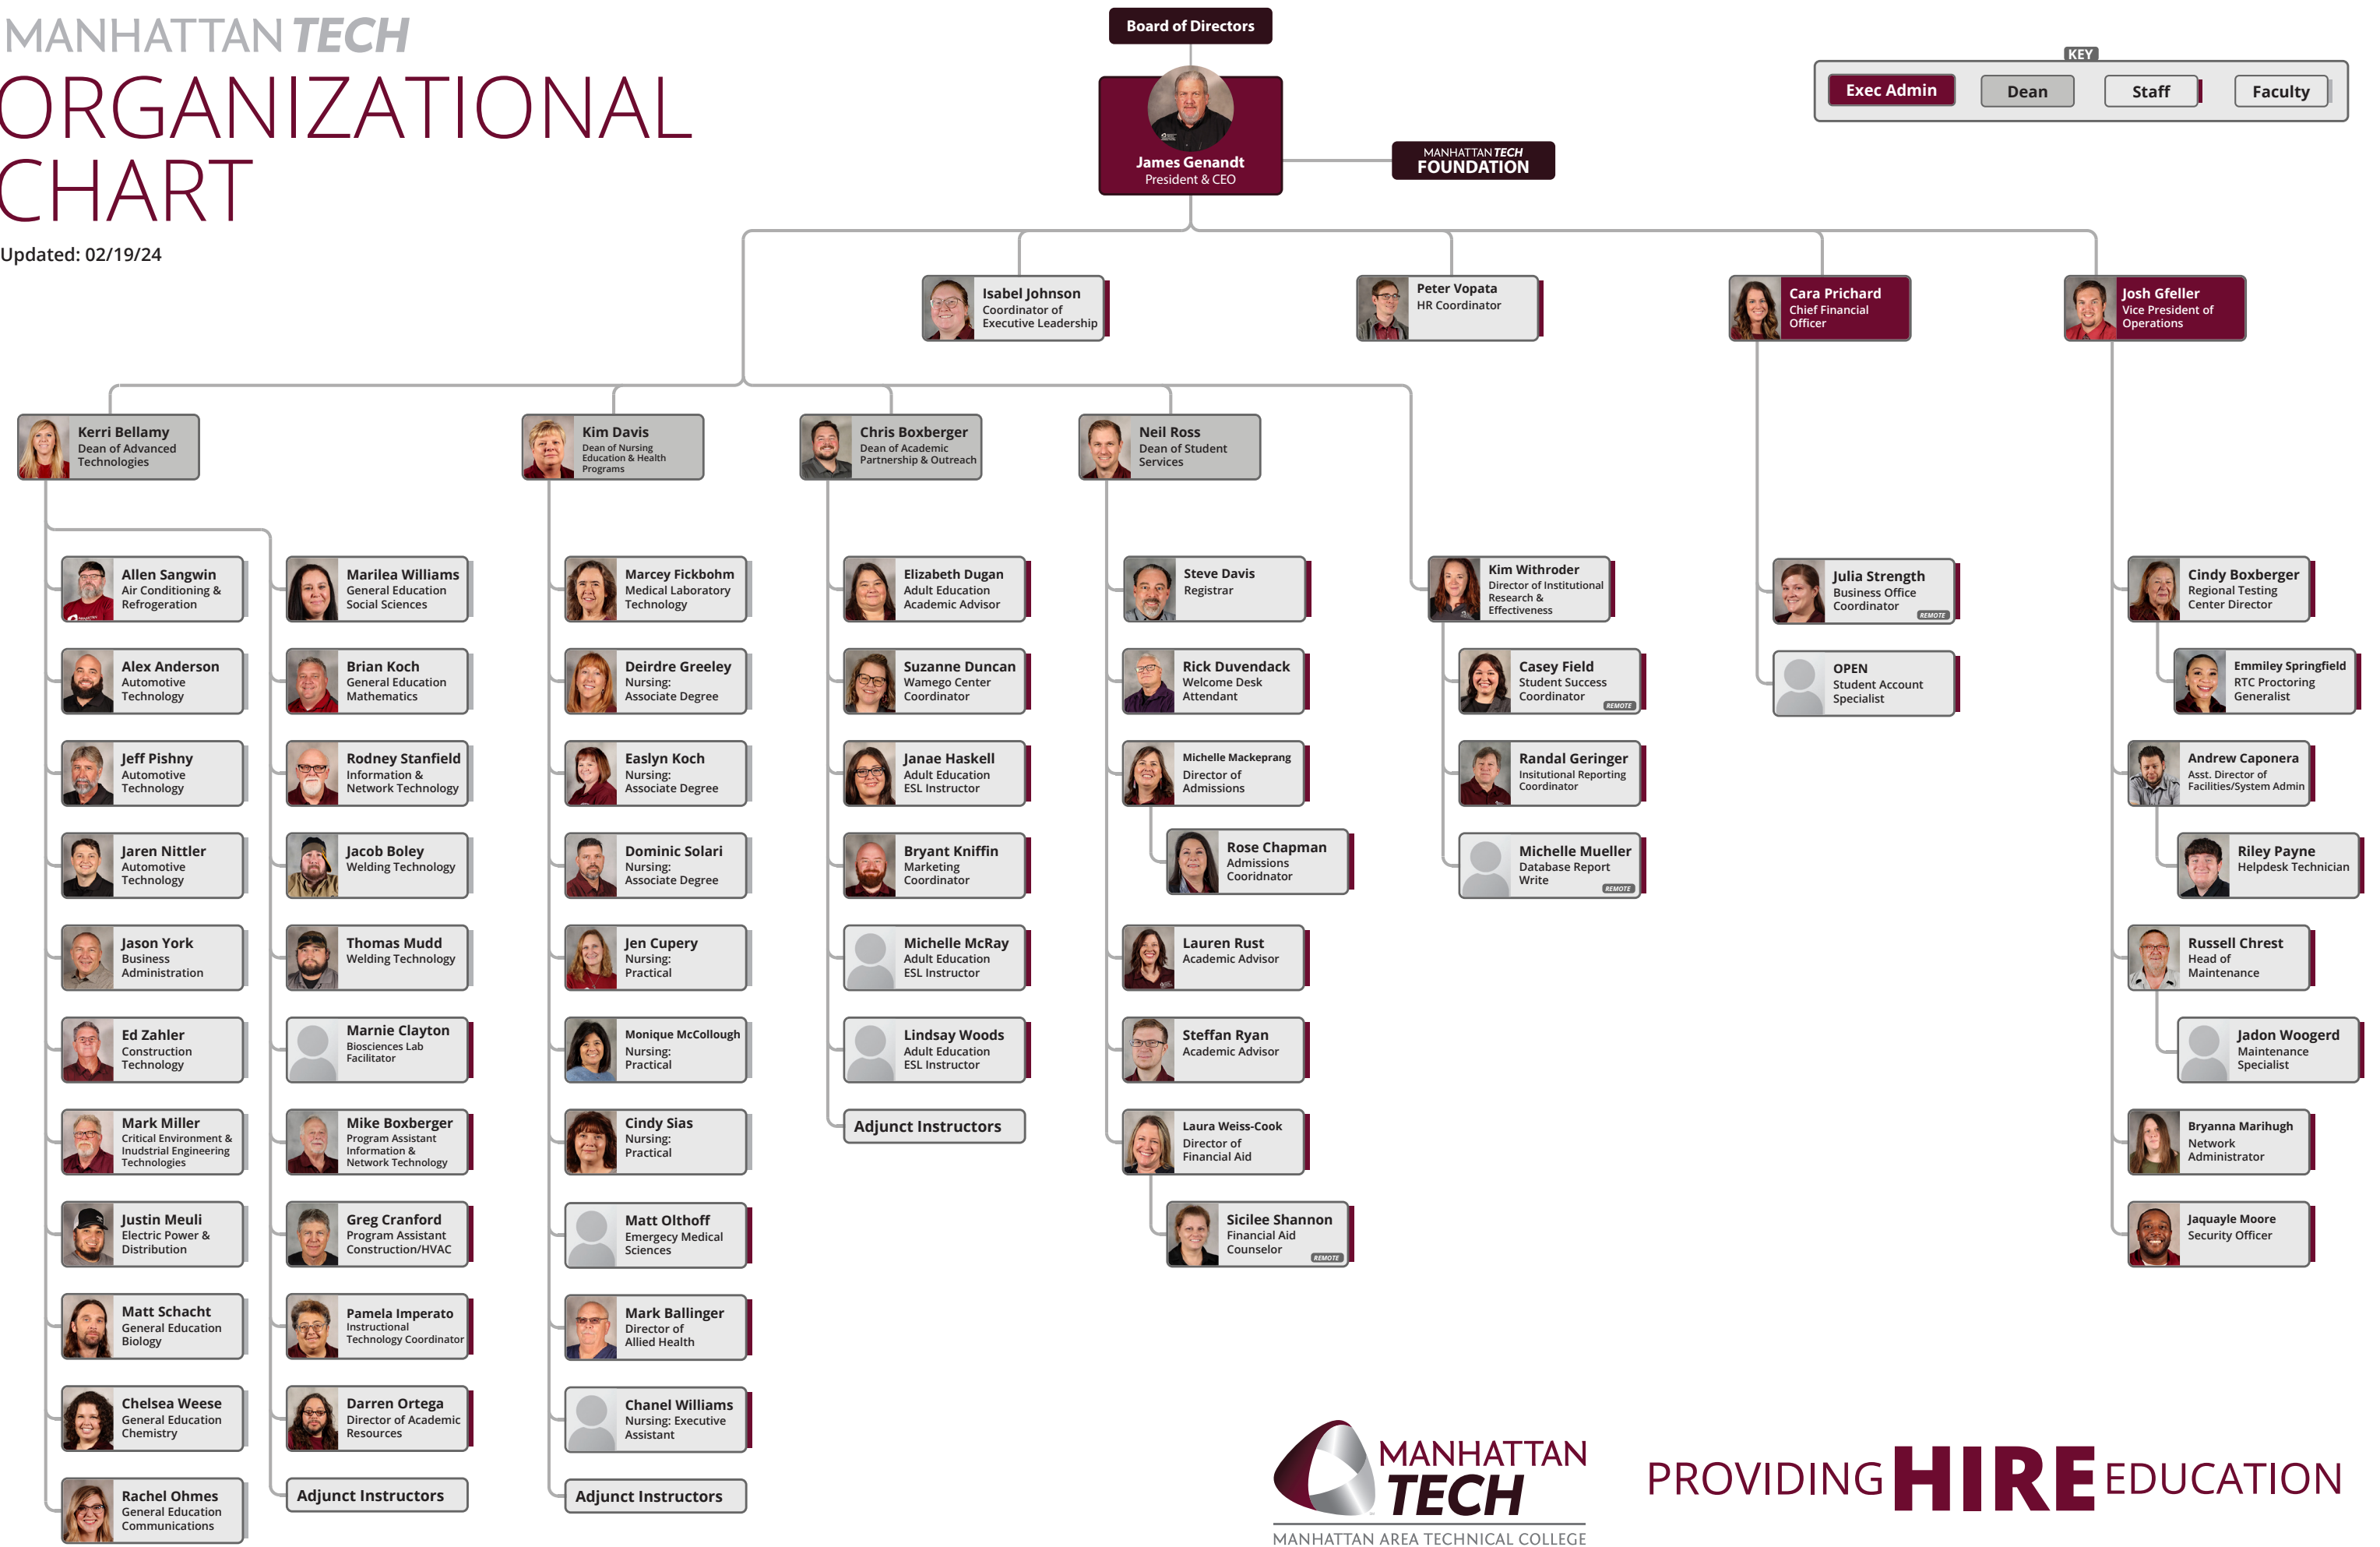 MANHATTAN TECH
ORGANIZATIONAL
CHART
Updated: 02/19/24
Board of Directors
James Genandt
President & CEO
MANHATTAN TECH
FOUNDATION
KEY
Exec Admin
Dean
Staff
Faculty
Isabel Johnson
Coordinator of
Executive Leadership
Peter Vopata
HR Coordinator
Cara Prichard
Chief Financial
Officer
Josh Gfeller
Vice President of
Operations
Kerri Bellamy
Dean of Advanced
Technologies
Kim Davis
Dean of Nursing
Education & Health
Programs
Chris Boxberger
Dean of Academic
Partnership & Outreach
Neil Ross
Dean of Student
Services
Allen Sangwin
Air Conditioning &
Refrogeration
Alex Anderson
Automotive
Technology
Jeff Pishny
Automotive
Technology
Jaren Nittler
Automotive
Technology
Jason York
Business
Administration
Ed Zahler
Construction
Technology
Mark Miller
Critical Environment &
Inudstrial Engineering
Technologies
Justin Meuli
Electric Power &
Distribution
Matt Schacht
General Education
Biology
Chelsea Weese
General Education
Chemistry
Rachel Ohmes
General Education
Communications
Marilea Williams
General Education
Social Sciences
Brian Koch
General Education
Mathematics
Rodney Stanfield
Information &
Network Technology
Jacob Boley
Welding Technology
Thomas Mudd
Welding Technology
Marnie Clayton
Biosciences Lab
Facilitator
Mike Boxberger
Program Assistant
Information &
Network Technology
Greg Cranford
Program Assistant
Construction/HVAC
Pamela Imperato
Instructional
Technology Coordinator
Darren Ortega
Director of Academic
Resources
Adjunct Instructors
Marcey Fickbohm
Medical Laboratory
Technology
Deirdre Greeley
Nursing:
Associate Degree
Easlyn Koch
Nursing:
Associate Degree
Dominic Solari
Nursing:
Associate Degree
Jen Cupery
Nursing:
Practical
Monique McCollough
Nursing:
Practical
Cindy Sias
Nursing:
Practical
Matt Olthoff
Emergecy Medical
Sciences
Mark Ballinger
Director of
Allied Health
Chanel Williams
Nursing: Executive
Assistant
Adjunct Instructors
Elizabeth Dugan
Adult Education
Academic Advisor
Suzanne Duncan
Wamego Center
Coordinator
Janae Haskell
Adult Education
ESL Instructor
Bryant Kniffin
Marketing
Coordinator
Michelle McRay
Adult Education
ESL Instructor
Lindsay Woods
Adult Education
ESL Instructor
Adjunct Instructors
Steve Davis
Registrar
Rick Duvendack
Welcome Desk
Attendant
Michelle Mackeprang
Director of
Admissions
Rose Chapman
Admissions
Cooridnator
Lauren Rust
Academic Advisor
Steffan Ryan
Academic Advisor
Laura Weiss-Cook
Director of
Financial Aid
Sicilee Shannon
Financial Aid
Counselor
REMOTE
Kim Withroder
Director of Institutional
Research &
Effectiveness
Casey Field
Student Success
Coordinator
REMOTE
Randal Geringer
Insitutional Reporting
Coordinator
Michelle Mueller
Database Report
Write
REMOTE
Julia Strength
Business Office
Coordinator
REMOTE
OPEN
Student Account
Specialist
Cindy Boxberger
Regional Testing
Center Director
Emmiley Springfield
RTC Proctoring
Generalist
Andrew Caponera
Asst. Director of
Facilities/System Admin
Riley Payne
Helpdesk Technician
Russell Chrest
Head of
Maintenance
Jadon Woogerd
Maintenance
Specialist
Bryanna Marihugh
Network
Administrator
Jaquayle Moore
Security Officer
MANHATTAN
TECH
MANHATTAN AREA TECHNICAL COLLEGE
PROVIDING HIRE EDUCATION